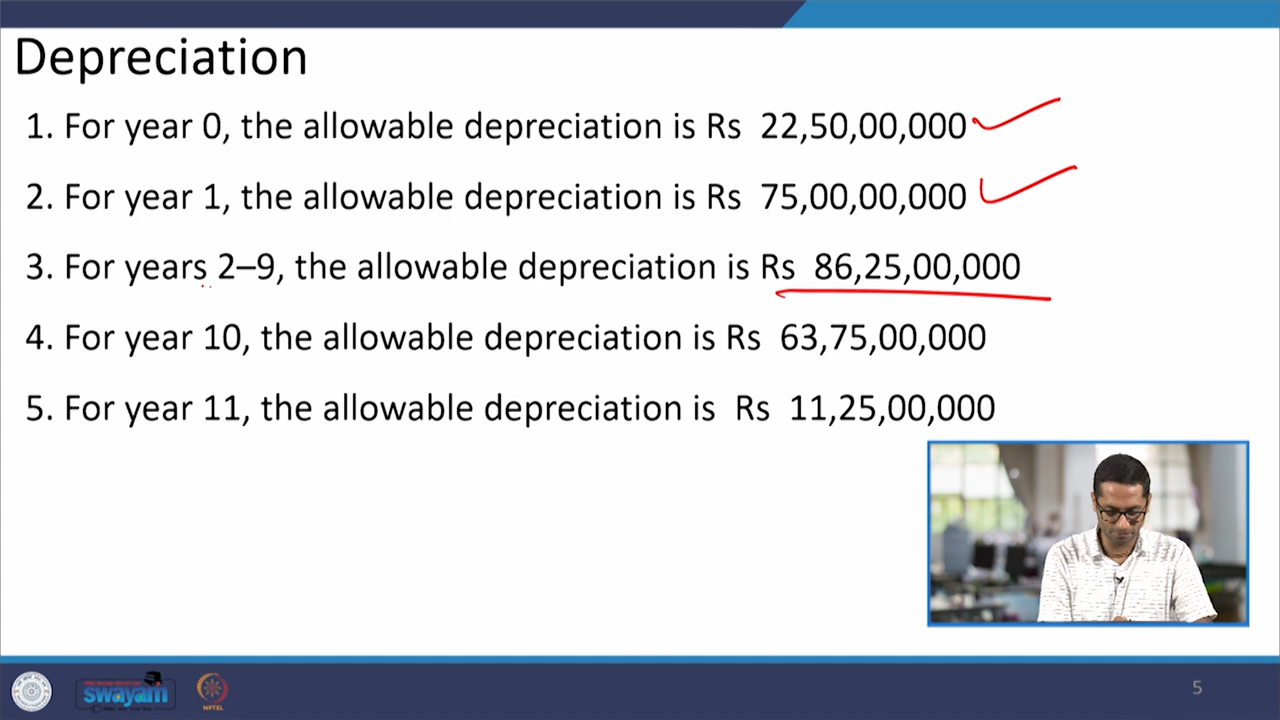 Depreciation
1. For year 0, the allowable depreciation is Rs 22,50,00,000
2. For year 1, the allowable depreciation is Rs 75,00,00,000
3. For years 2–9, the allowable depreciation is Rs 86,25,00,000
4. For year 10, the allowable depreciation is Rs 63,75,00,000
5. For year 11, the allowable depreciation is Rs 11,25,00,000
swayam
NPTEL
5